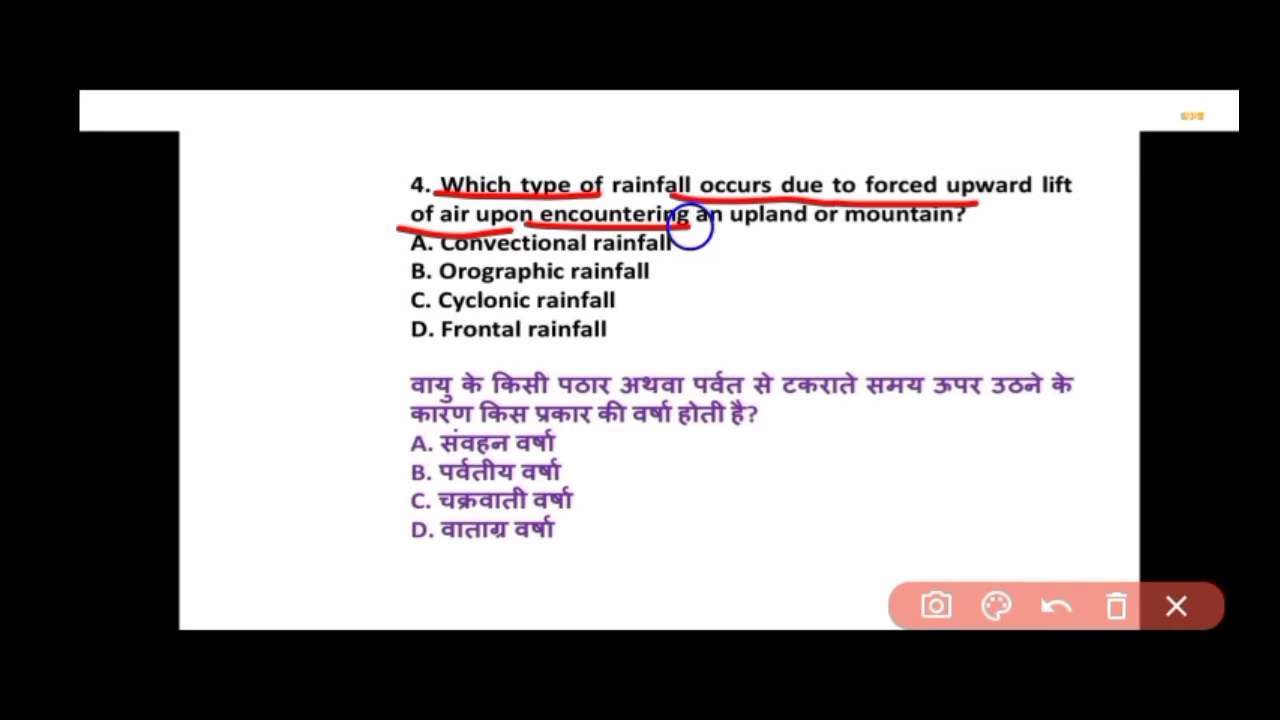 95
4. Which type of rainfall occurs due to forced upward lift
of air upon encountering an upland or mountain?
A. Convectional rainfall
B. Orographic rainfall
C. Cyclonic rainfall
D. Frontal rainfall
वायु के किसी पठार अथवा पर्वत से टकराते समय ऊपर उठने के
कारण किस प्रकार की वर्षा होती है?
A. संवहन वर्षा
B. पर्वतीय वर्षा
C. चक्रवाती वर्षा
D. वाताग्र वर्षा